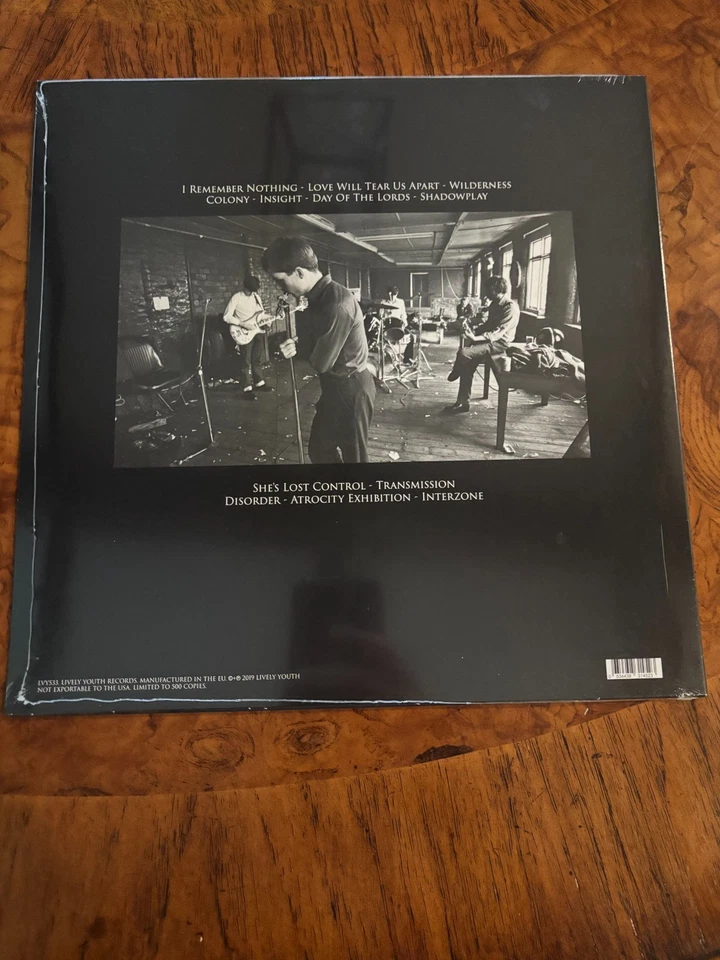 I Remember Nothing - Love Will Tear Us Apart - Wilderness
Colony - Insight - Day Of The Lords - Shadowplay
She's Lost Control - Transmission
Disorder - Atrocity Exhibition - Interzone
LVY533. LIVELY YOUTH RECORDS. MANUFACTURED IN THE EU. ©+℗ 2019 LIVELY YOUTH
NOT EXPORTABLE TO THE USA. LIMITED TO 500 COPIES.